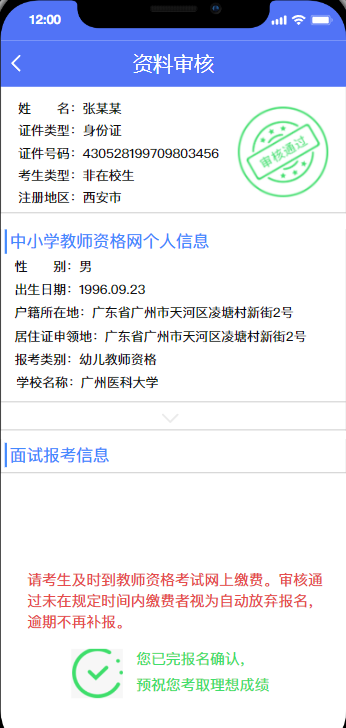 12:00
资料审核
姓　　名：张某某
证件类型：身份证
证件号码：430528199709803456
考生类型：非在校生
注册地区：西安市
审核通过
中小学教师资格网个人信息
性　　别：男
出生日期：1996.09.23
户籍所在地：广东省广州市天河区凌塘村新街2号
居住证申领地：广东省广州市天河区凌塘村新街2号
报考类别：幼儿教师资格
学校名称：广州医科大学
面试报考信息
请考生及时到教师资格考试网上缴费。审核通
过未在规定时间内缴费者视为自动放弃报名，
逾期不再补报。
您已完报名确认，
预祝您考取理想成绩